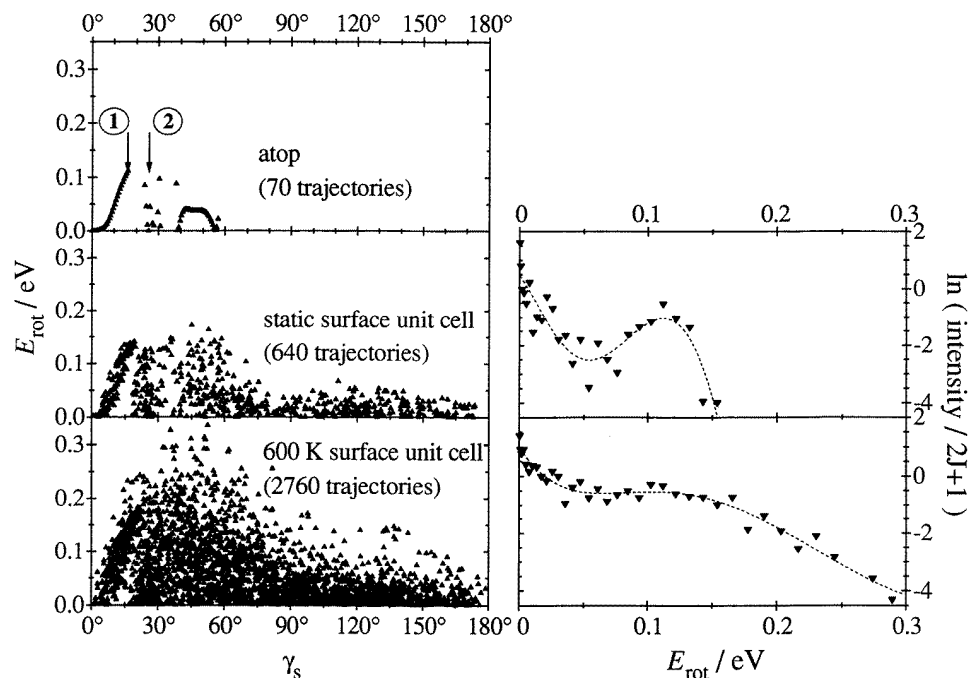 0° 30° 60° 90° 120° 150° 180°
0.3
0.2
0.1
0.0
1 2
atop
(70 trajectories)
0.3
0.2
0.1
0.0
static surface unit cell
(640 trajectories)
0.3
0.2
0.1
0.0
600 K surface unit cell
(2760 trajectories)
E_rot / eV
0° 30° 60° 90° 120° 150° 180°
γ_s
0 0.1 0.2 0.3
2
0
-2
-4
2
0
-2
-4
ln ( intensity / 2J+1 )
0 0.1 0.2 0.3
E_rot / eV